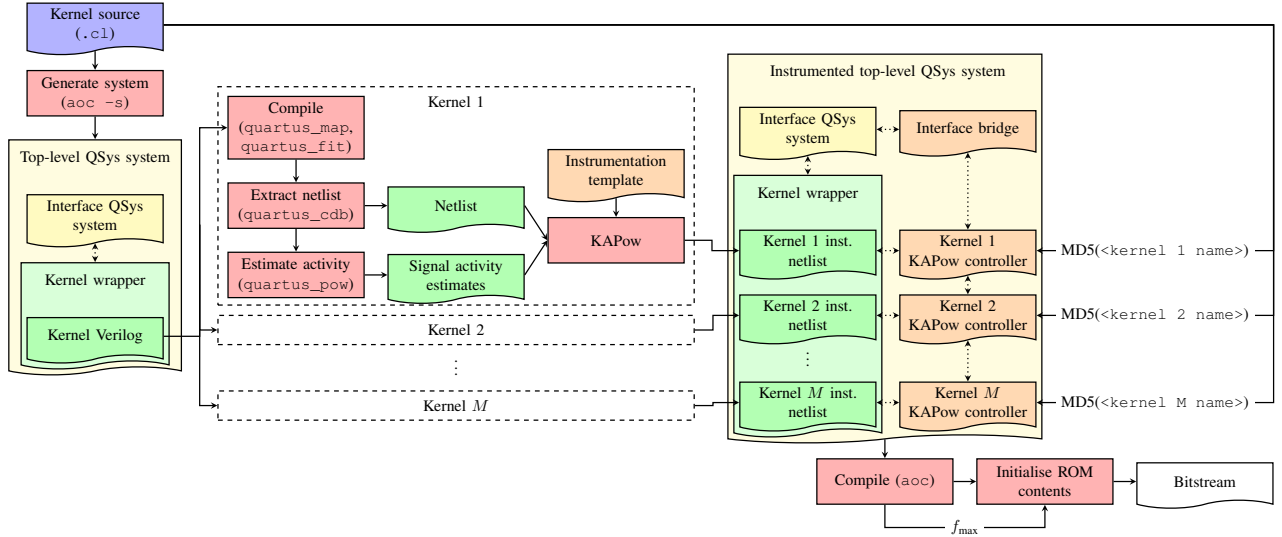 Kernel source
(.cl)
Generate system
(aoc -s)
Top-level QSys system
Interface QSys
system
Kernel wrapper
Kernel Verilog
Kernel 1
Compile
(quartus_map,
quartus_fit)
Extract netlist
(quartus_cdb)
Estimate activity
(quartus_pow)
Netlist
Signal activity
estimates
Instrumentation
template
KAPow
Kernel 2
⋮
Kernel M
Instrumented top-level QSys system
Interface QSys
system
Interface bridge
Kernel wrapper
Kernel 1 inst.
netlist
Kernel 1
KAPow controller
MD5(<kernel 1 name>)
Kernel 2 inst.
netlist
Kernel 2
KAPow controller
MD5(<kernel 2 name>)
⋮
Kernel M inst.
netlist
Kernel M
KAPow controller
MD5(<kernel M name>)
Compile (aoc)
Initialise ROM
contents
Bitstream
fmax